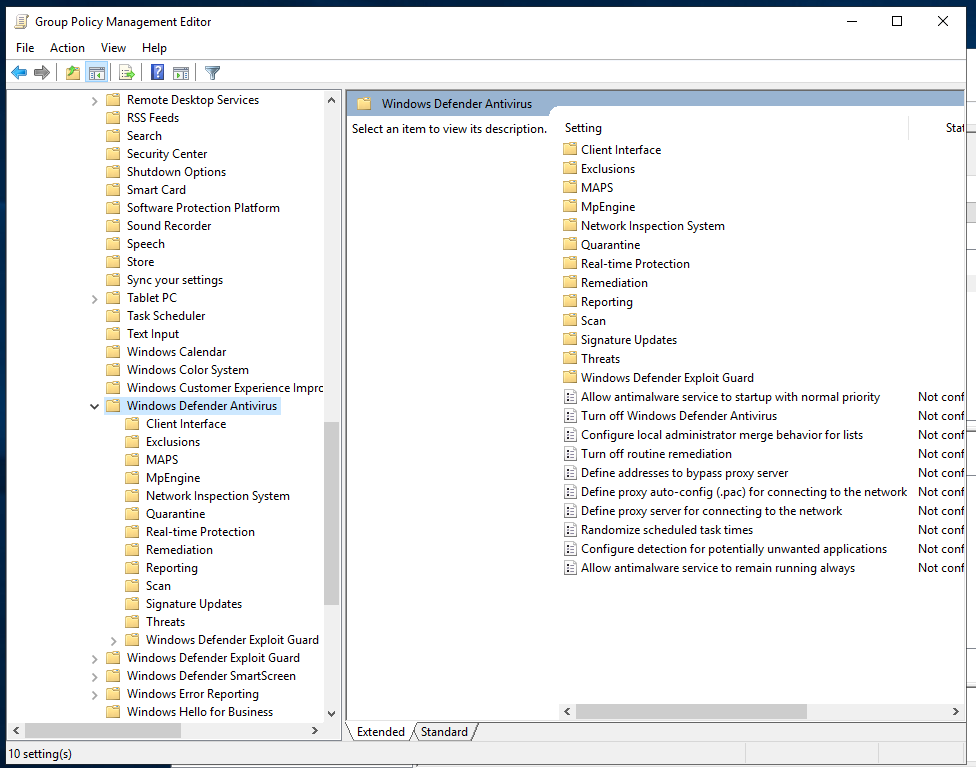 Group Policy Management Editor
File Action View Help
Remote Desktop Services
RSS Feeds
Search
Security Center
Shutdown Options
Smart Card
Software Protection Platform
Sound Recorder
Speech
Store
Sync your settings
Tablet PC
Task Scheduler
Text Input
Windows Calendar
Windows Color System
Windows Customer Experience Impro
Windows Defender Antivirus
Client Interface
Exclusions
MAPS
MpEngine
Network Inspection System
Quarantine
Real-time Protection
Remediation
Reporting
Scan
Signature Updates
Threats
Windows Defender Exploit Guard
Windows Defender Exploit Guard
Windows Defender SmartScreen
Windows Error Reporting
Windows Hello for Business
Windows Defender Antivirus
Select an item to view its description.
Setting Stat
Client Interface
Exclusions
MAPS
MpEngine
Network Inspection System
Quarantine
Real-time Protection
Remediation
Reporting
Scan
Signature Updates
Threats
Windows Defender Exploit Guard
Allow antimalware service to startup with normal priority Not conf
Turn off Windows Defender Antivirus Not conf
Configure local administrator merge behavior for lists Not conf
Turn off routine remediation Not conf
Define addresses to bypass proxy server Not conf
Define proxy auto-config (.pac) for connecting to the network Not conf
Define proxy server for connecting to the network Not conf
Randomize scheduled task times Not conf
Configure detection for potentially unwanted applications Not conf
Allow antimalware service to remain running always Not conf
Extended Standard
10 setting(s)